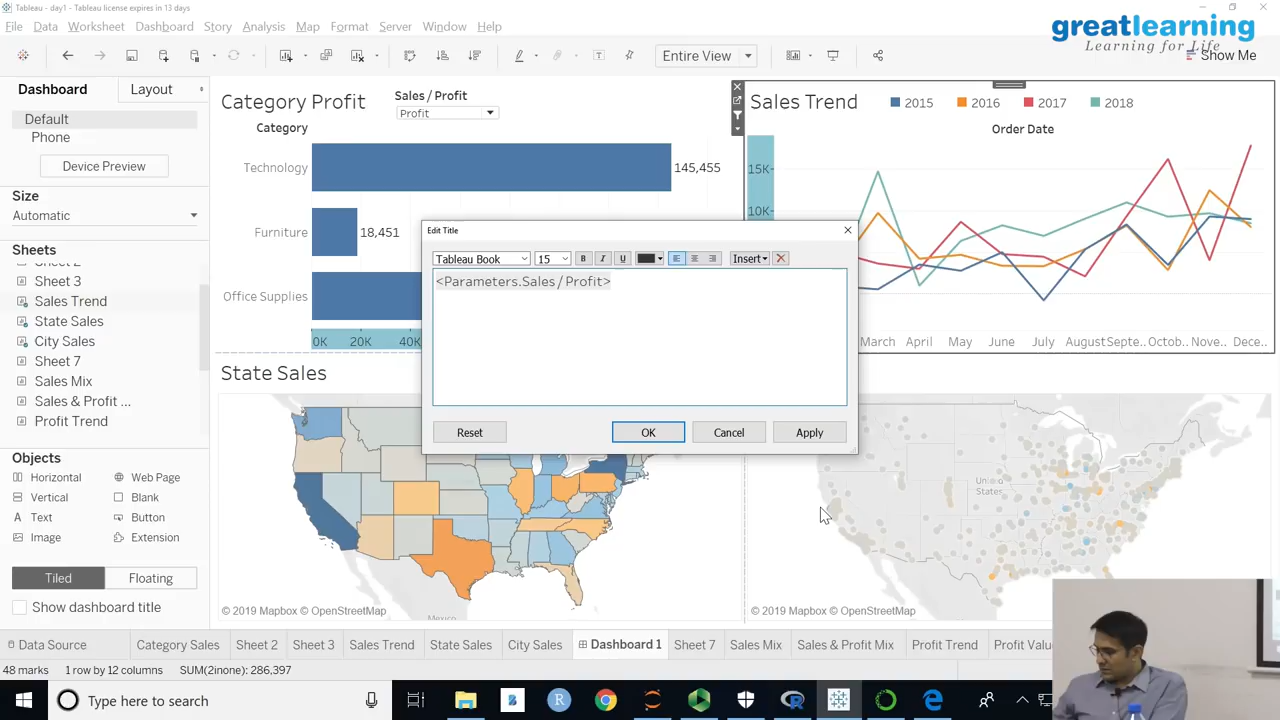 Tableau - day1 - Tableau license expires in 13 days
File Data Worksheet Dashboard Story Analysis Map Format Server Window Help
greatlearning
Learning for Life
Entire View
Show Me
Dashboard Layout
Default
Phone
Device Preview
Size
Automatic
Sheets
Sheet 3
Sales Trend
State Sales
City Sales
Sheet 7
Sales Mix
Sales & Profit ...
Profit Trend
Objects
Horizontal Web Page
Vertical Blank
Text Button
Image Extension
Tiled Floating
Show dashboard title
Category Profit
Sales / Profit
Profit
Category
Technology 145,455
Furniture 18,451
Office Supplies
0K 20K 40K
Sales Trend 2015 2016 2017 2018
Order Date
15K
10K
March April May June July August Septe.. Octob.. Nove.. Dece..
Edit Title
Tableau Book 15 B I U Insert
<Parameters.Sales / Profit>
Reset OK Cancel Apply
State Sales
United
States
Mexico
© 2019 Mapbox © OpenStreetMap
© 2019 Mapbox © OpenStreetMap
Data Source Category Sales Sheet 2 Sheet 3 Sales Trend State Sales City Sales Dashboard 1 Sheet 7 Sales Mix Sales & Profit Mix Profit Trend Profit Valu
48 marks 1 row by 12 columns SUM(2inone): 286,397
Type here to search